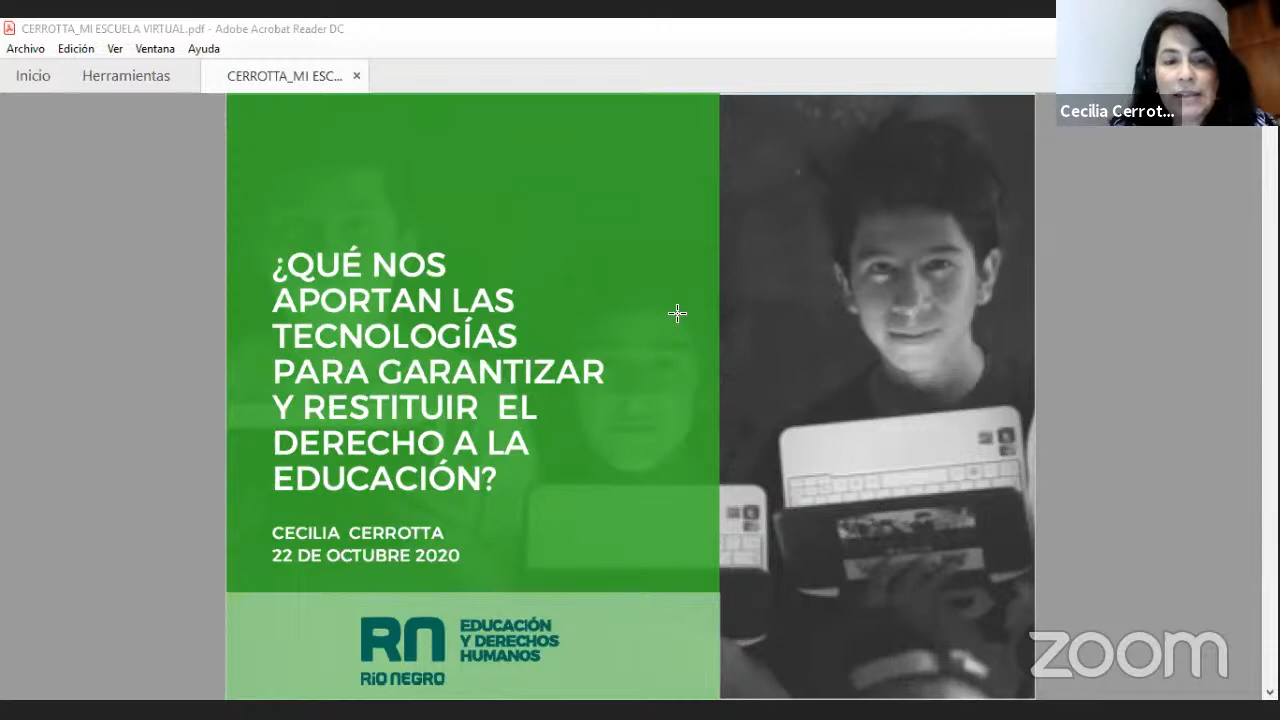 CERROTTA_MI ESCUELA VIRTUAL.pdf - Adobe Acrobat Reader DC
Archivo Edición Ver Ventana Ayuda
Inicio Herramientas CERROTTA_MI ESC... ×
Cecilia Cerrot...
¿QUÉ NOS
APORTAN LAS
TECNOLOGÍAS
PARA GARANTIZAR
Y RESTITUIR EL
DERECHO A LA
EDUCACIÓN?
CECILIA CERROTTA
22 DE OCTUBRE 2020
RN
RÍO NEGRO
EDUCACIÓN
Y DERECHOS
HUMANOS
zoom